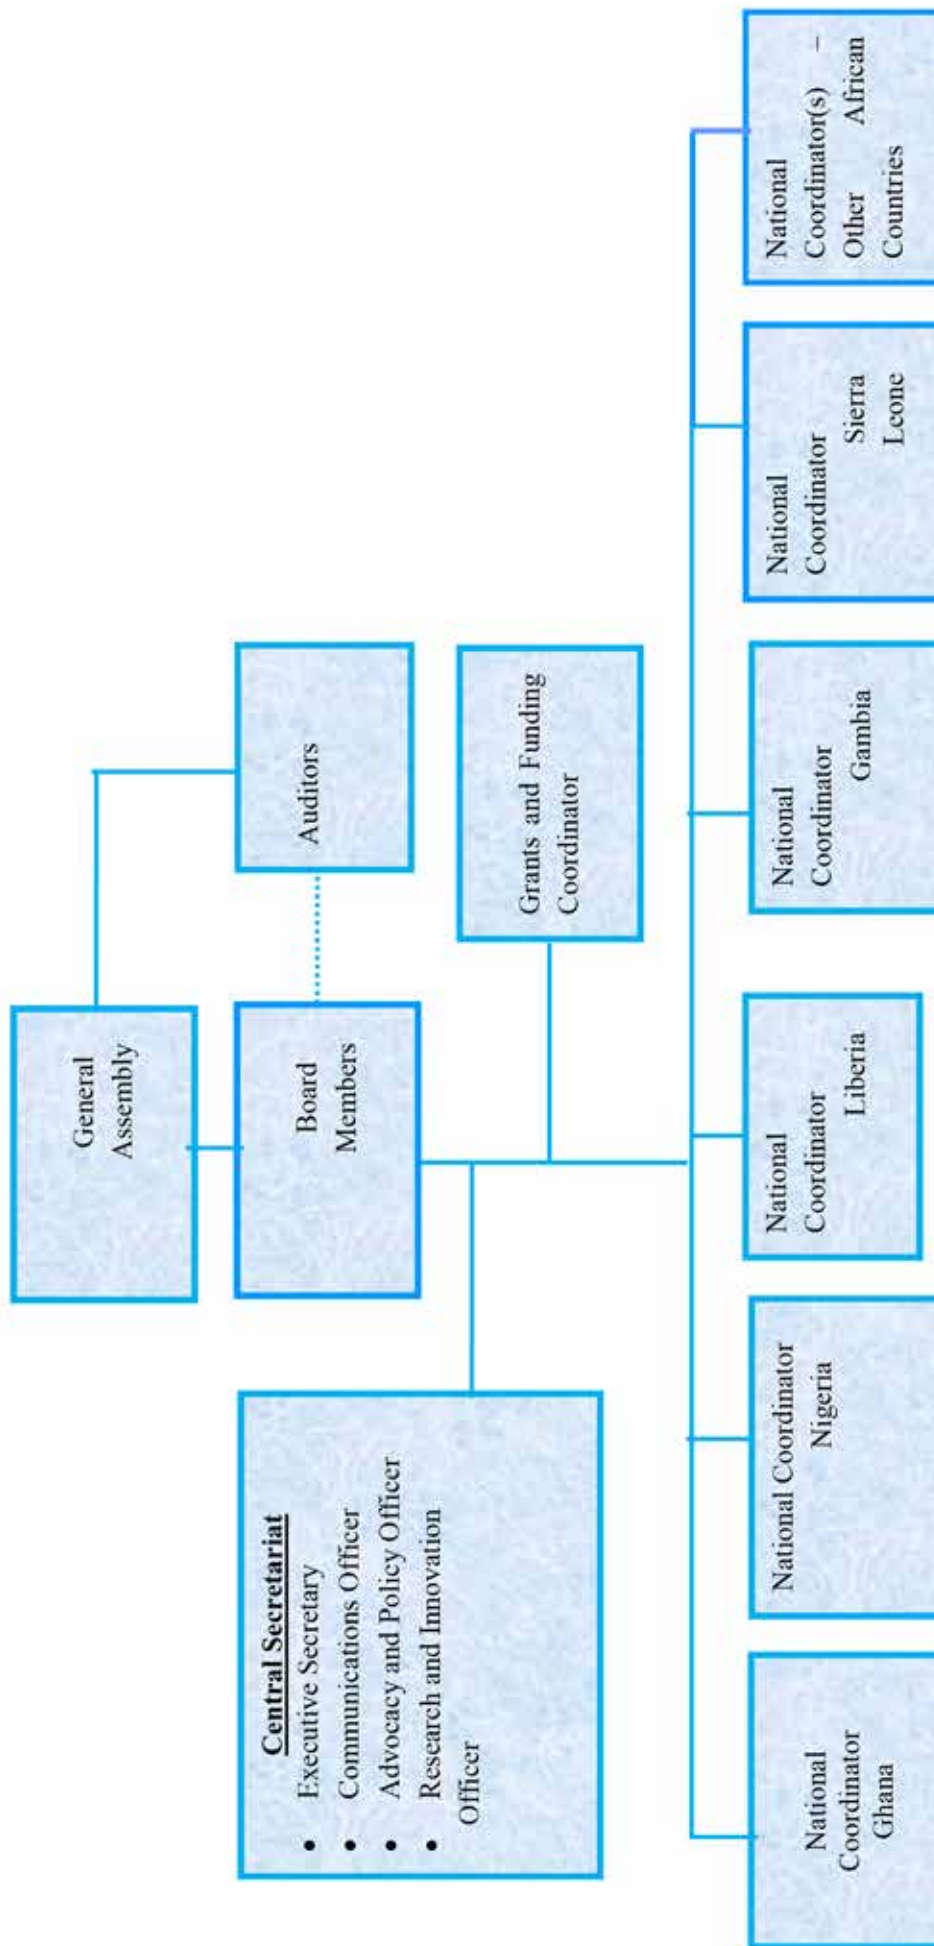 General
Assembly
Board
Members
Auditors
Central Secretariat
• Executive Secretary
• Communications Officer
• Advocacy and Policy Officer
• Research and Innovation
Officer
Grants and Funding
Coordinator
National
Coordinator
Ghana
National Coordinator
Nigeria
National
Coordinator
Liberia
National
Coordinator
Gambia
National
Coordinator
Sierra
Leone
National
Coordinator(s) –
Other African
Countries